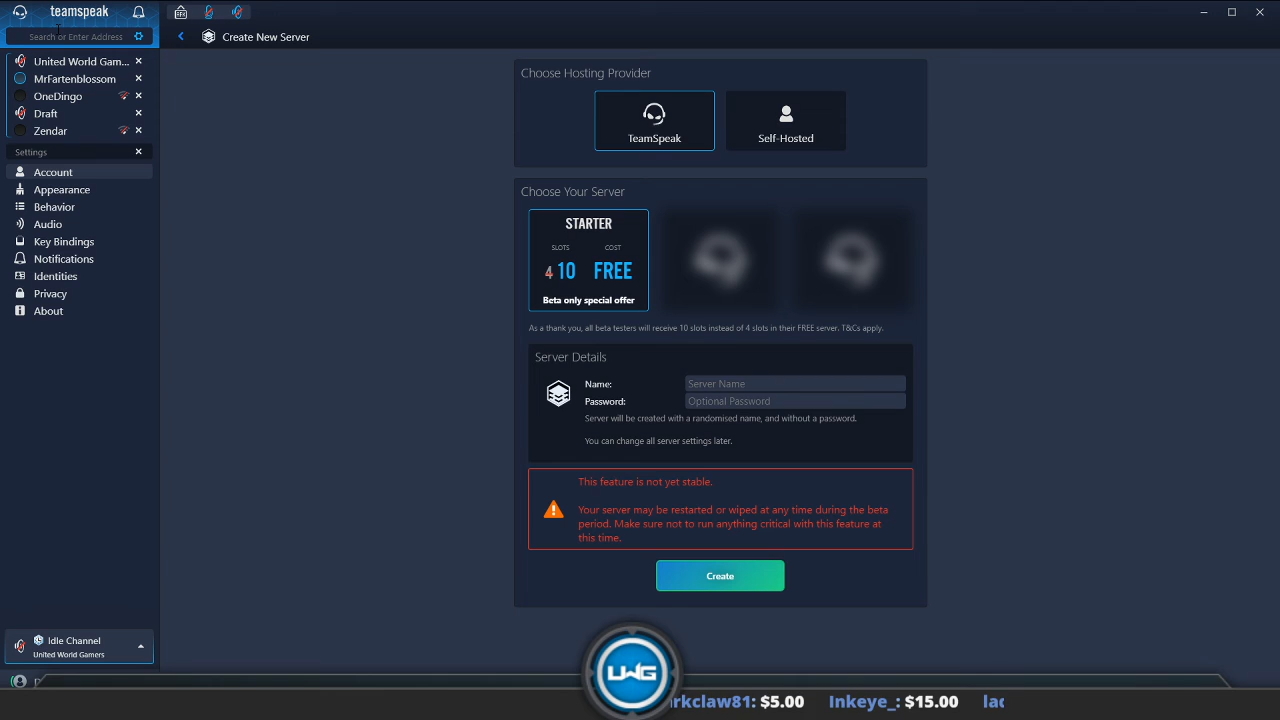 teamspeak
Search or Enter Address
United World Gam...
MrFartenblossom
OneDingo
Draft
Zendar
Settings
Account
Appearance
Behavior
Audio
Key Bindings
Notifications
Identities
Privacy
About
Idle Channel
United World Gamers
Create New Server
Choose Hosting Provider
TeamSpeak
Self-Hosted
Choose Your Server
STARTER
SLOTS COST
4 10 FREE
Beta only special offer
As a thank you, all beta testers will receive 10 slots instead of 4 slots in their FREE server. T&Cs apply.
Server Details
Name: Server Name
Password: Optional Password
Server will be created with a randomised name, and without a password.
You can change all server settings later.
This feature is not yet stable.
Your server may be restarted or wiped at any time during the beta
period. Make sure not to run anything critical with this feature at
this time.
Create
UWG
rkclaw81: $5.00 Inkeye_: $15.00 lac